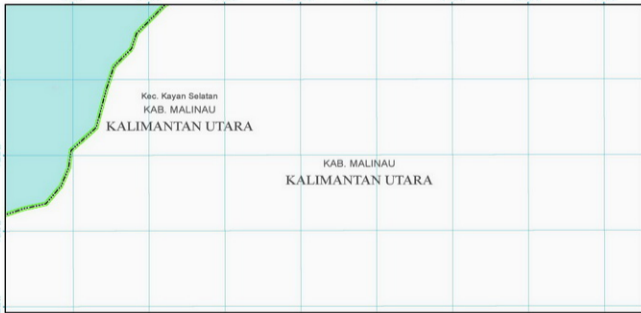 Kec. Kayan Selatan
KAB. MALINAU
KALIMANTAN UTARA
KAB. MALINAU
KALIMANTAN UTARA